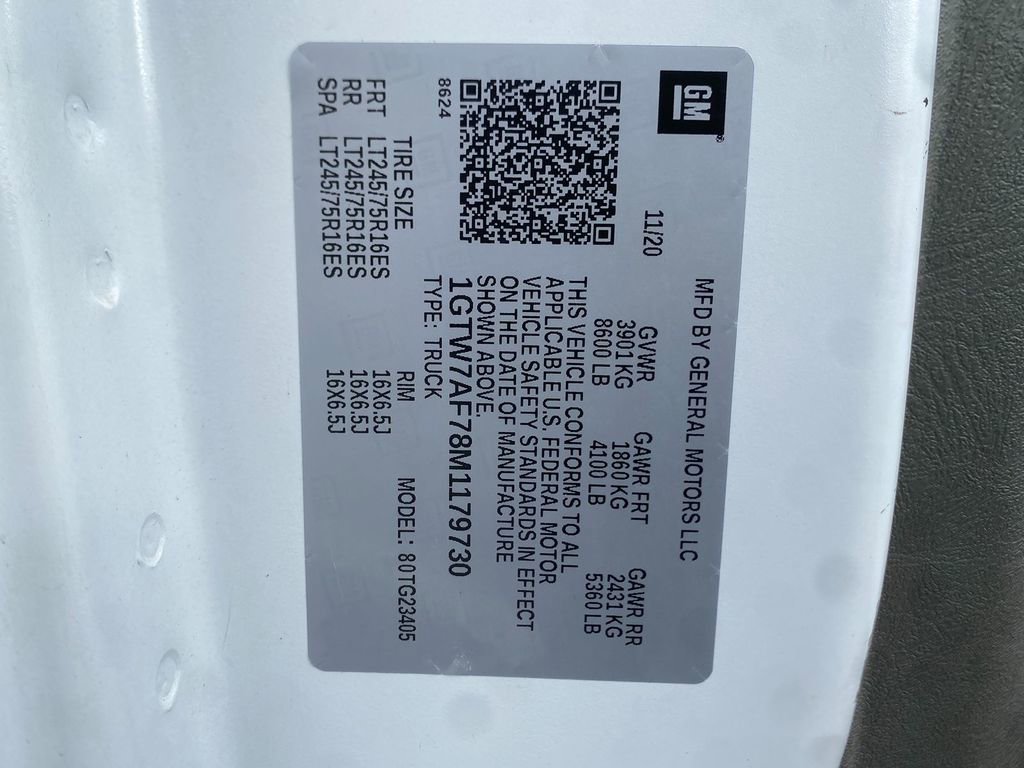 GM
MFD BY GENERAL MOTORS LLC
11/20
GVWR GAWR FRT GAWR RR
3901 KG 1860 KG 2431 KG
8600 LB 4100 LB 5360 LB
THIS VEHICLE CONFORMS TO ALL
APPLICABLE U.S. FEDERAL MOTOR
VEHICLE SAFETY STANDARDS IN EFFECT
ON THE DATE OF MANUFACTURE
SHOWN ABOVE.
1GTW7AF78M1179730
8624
TYPE: TRUCK
MODEL: 80TG23405
TIRE SIZE RIM
FRT LT245/75R16ES 16X6.5J
RR LT245/75R16ES 16X6.5J
SPA LT245/75R16ES 16X6.5J